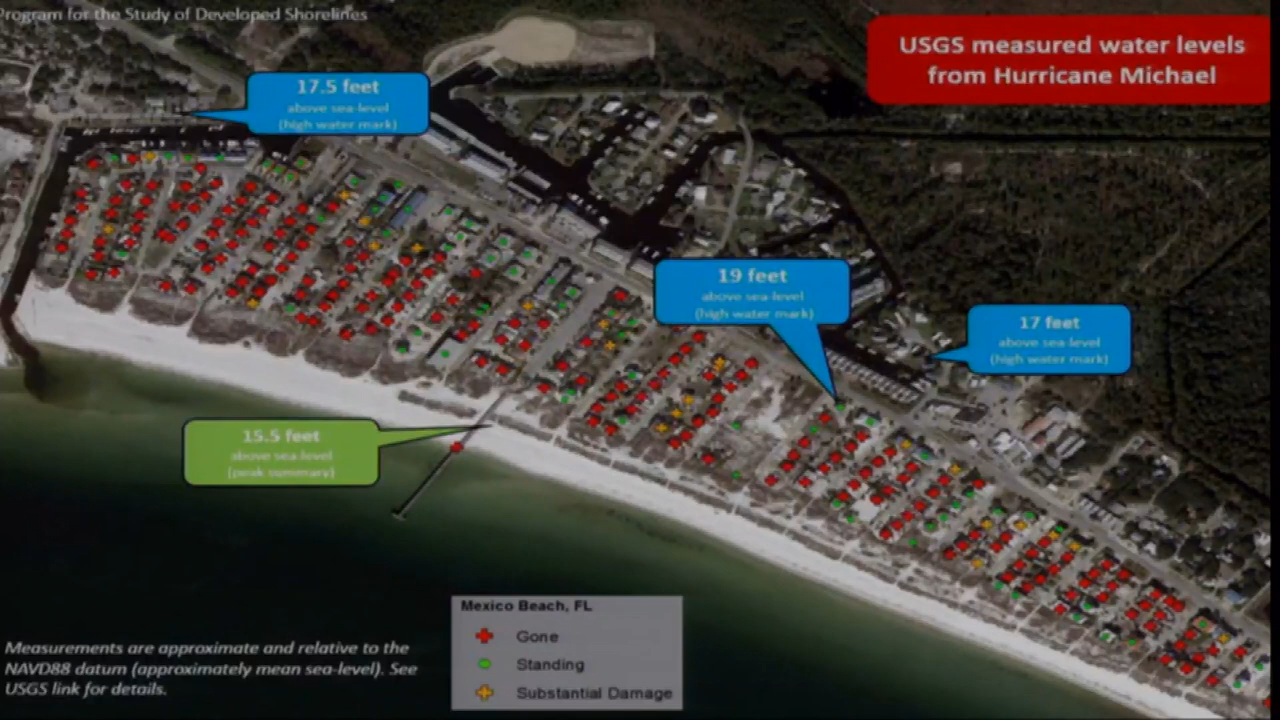 Program for the Study of Developed Shorelines
USGS measured water levels
from Hurricane Michael
17.5 feet
above sea-level
(high water mark)
19 feet
above sea-level
(high water mark)
17 feet
above sea-level
(high water mark)
15.5 feet
above sea-level
(peak summary)
Mexico Beach, FL
Gone
Standing
Substantial Damage
Measurements are approximate and relative to the
NAVD88 datum (approximately mean sea-level). See
USGS link for details.